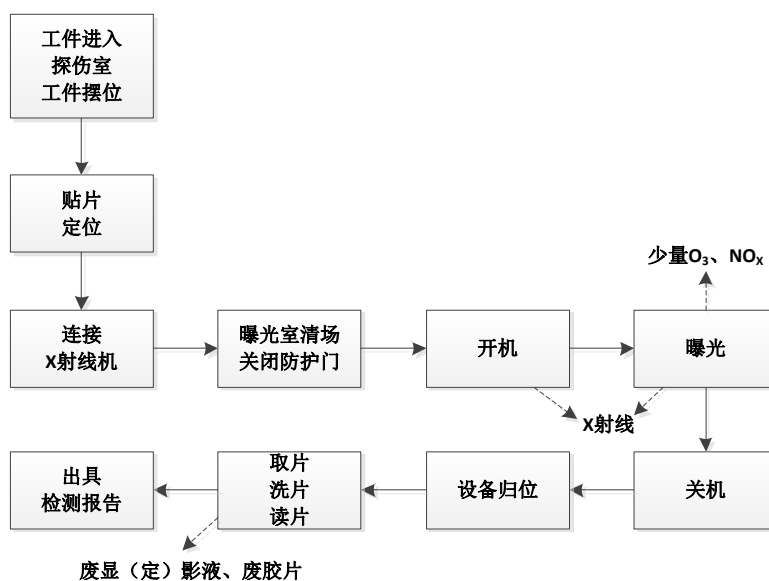 工件进入
探伤室
工件摆位
贴片
定位
少量O₃、NOₓ
连接
X射线机
曝光室清场
关闭防护门
开机
曝光
X射线
出具
检测报告
取片
洗片
读片
设备归位
关机
废显（定）影液、废胶片